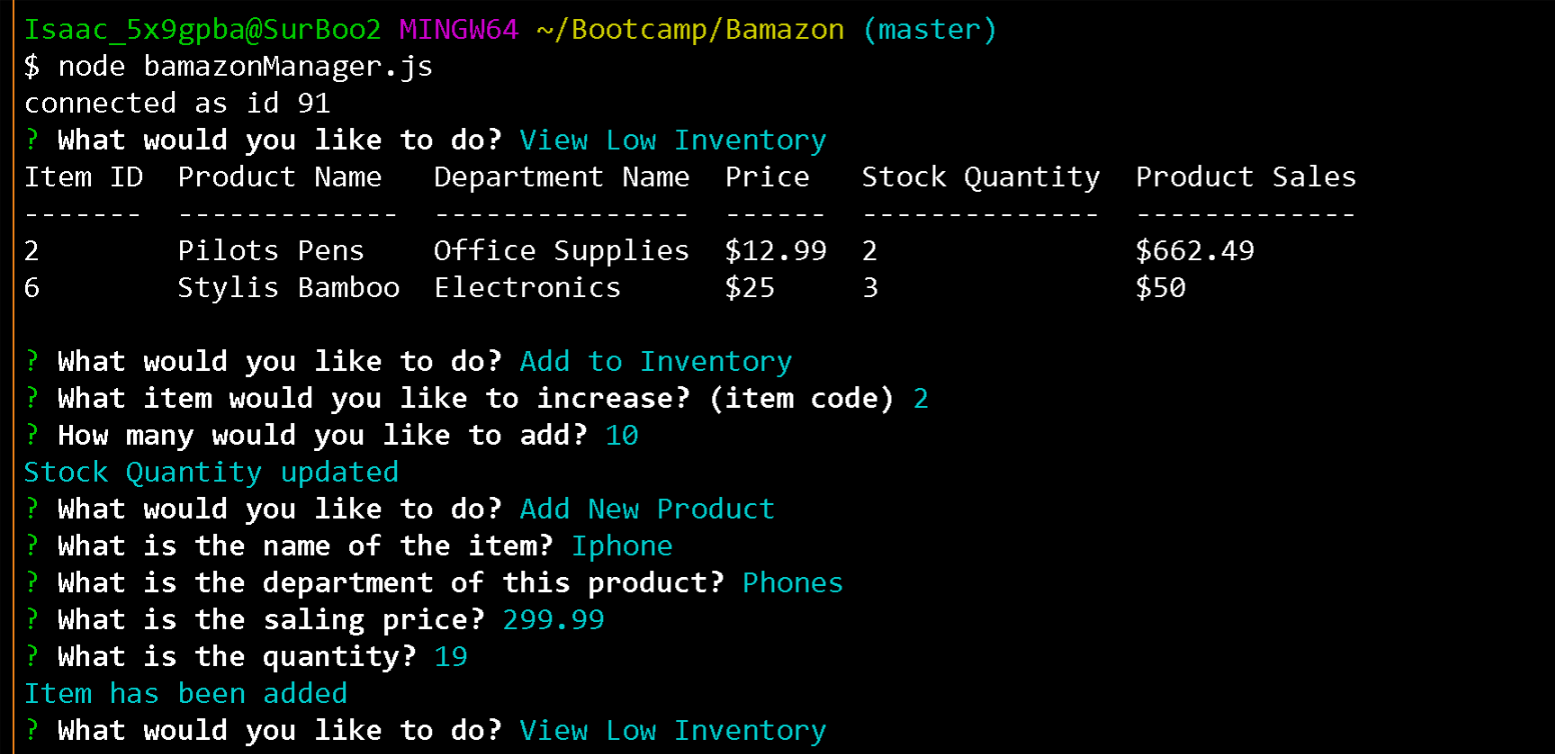 Isaac_5x9gpba@SurBoo2 MINGW64 ~/Bootcamp/Bamazon (master)
$ node bamazonManager.js
connected as id 91
? What would you like to do? View Low Inventory
Item ID  Product Name   Department Name  Price   Stock Quantity  Product Sales
-------  -------------  ---------------  ------  --------------  -------------
2        Pilots Pens    Office Supplies  $12.99  2               $662.49
6        Stylis Bamboo  Electronics      $25     3               $50
? What would you like to do? Add to Inventory
? What item would you like to increase? (item code) 2
? How many would you like to add? 10
Stock Quantity updated
? What would you like to do? Add New Product
? What is the name of the item? Iphone
? What is the department of this product? Phones
? What is the saling price? 299.99
? What is the quantity? 19
Item has been added
? What would you like to do? View Low Inventory